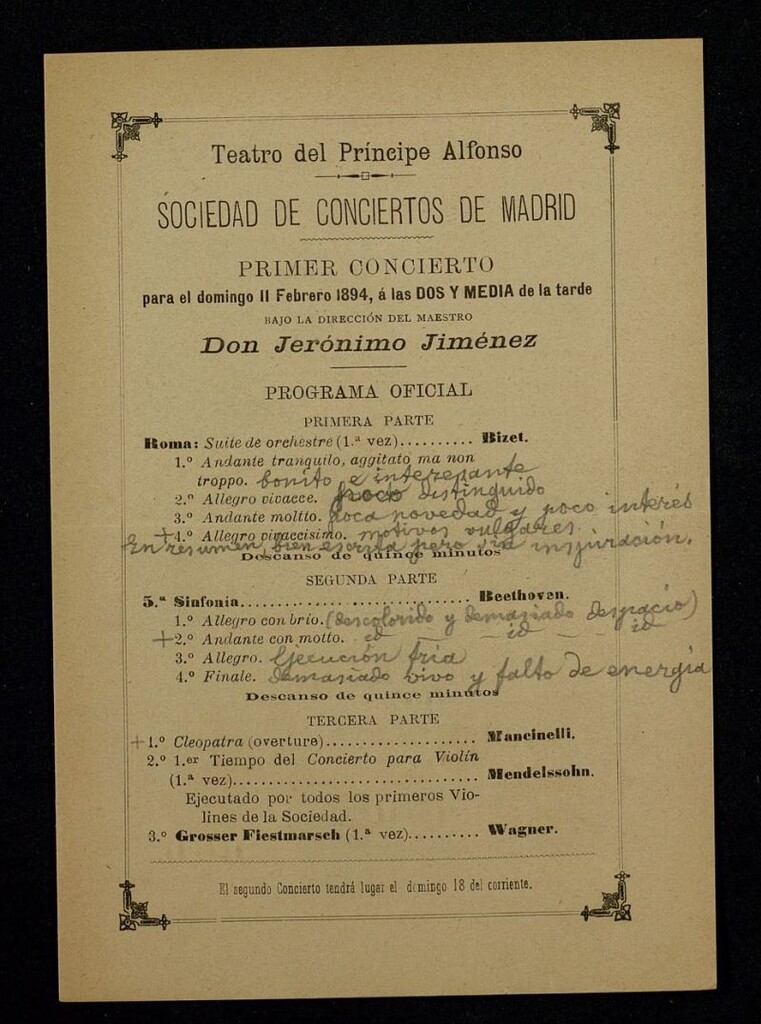 Teatro del Príncipe Alfonso
SOCIEDAD DE CONCIERTOS DE MADRID
PRIMER CONCIERTO
para el domingo 11 Febrero 1894, á las DOS Y MEDIA de la tarde
BAJO LA DIRECCIÓN DEL MAESTRO
Don Jerónimo Jiménez
PROGRAMA OFICIAL
PRIMERA PARTE
Roma: Suite de orchestre (1.ª vez).......... Bizet.
1.º Andante tranquilo, aggitato ma non
troppo. bonito e interesante
2.º Allegro vivacce. poco distinguido
3.º Andante moltto. poca novedad y poco interés
+ 4.º Allegro vivaccisimo. motivos vulgares
En resumen, bien escrita pero sin inspiración.
Descanso de quince minutos
SEGUNDA PARTE
5.ª Sinfonía............................ Beethoven.
1.º Allegro con brio. (descolorido y demasiado despacio)
+ 2.º Andante con motto. id — — id — — id
3.º Allegro. Ejecución fria
4.º Finale. demasiado vivo y falto de energía
Descanso de quince minutos
TERCERA PARTE
+ 1.º Cleopatra (overture)................... Mancinelli.
2.º 1.er Tiempo del Concierto para Violín
(1.ª vez)............................... Mendelssohn.
Ejecutado por todos los primeros Vio-
lines de la Sociedad.
3.º Grosser Fiestmarsch (1.ª vez).......... Wagner.
El segundo Concierto tendrá lugar el domingo 18 del corriente.